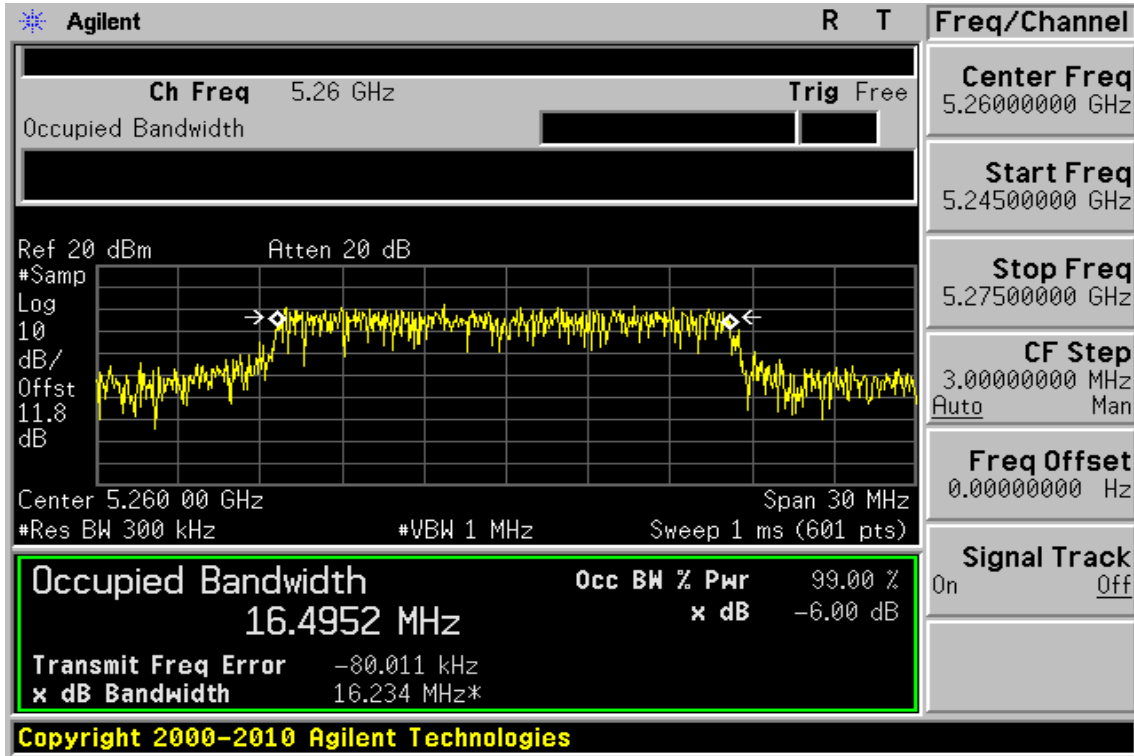 Agilent R T
Ch Freq 5.26 GHz Trig Free
Occupied Bandwidth
Ref 20 dBm Atten 20 dB
#Samp
Log
10
dB/
Offst
11.8
dB
Center 5.260 00 GHz Span 30 MHz
#Res BW 300 kHz #VBW 1 MHz Sweep 1 ms (601 pts)
Occupied Bandwidth Occ BW % Pwr 99.00 %
16.4952 MHz x dB -6.00 dB
Transmit Freq Error -80.011 kHz
x dB Bandwidth 16.234 MHz*
Copyright 2000-2010 Agilent Technologies
Freq/Channel
Center Freq
5.26000000 GHz
Start Freq
5.24500000 GHz
Stop Freq
5.27500000 GHz
CF Step
3.00000000 MHz
Auto Man
Freq Offset
0.00000000 Hz
Signal Track
On Off